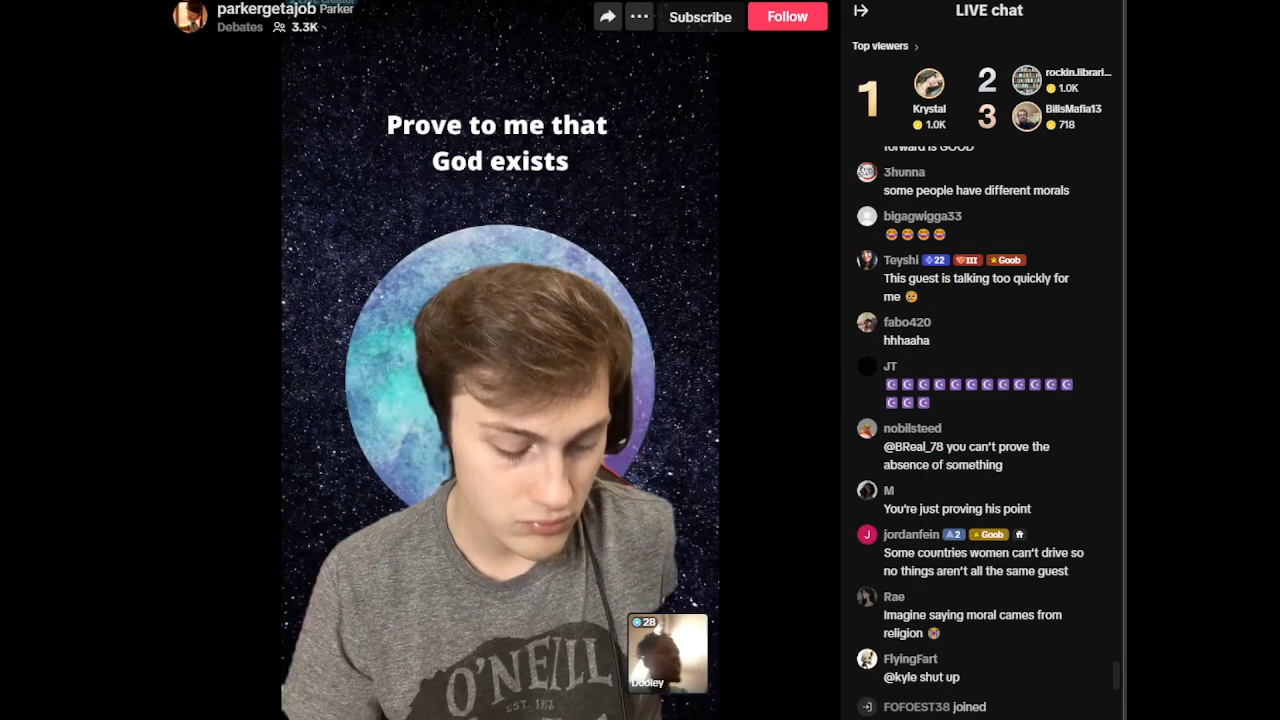 parkergetajob Parker
Debates 3.3K
Subscribe
Follow
Prove to me that
God exists
O'NEILL
28
Dooley
LIVE chat
Top viewers
1
Krystal
1.0K
2
rockin.librari...
1.0K
3
BillsMafia13
718
forward is GOOD
3hunna
some people have different morals
bigagwigga33
Teyshi 22 III Goob
This guest is talking too quickly for
me
fabo420
hhhaaha
JT
nobilsteed
@BReal_78 you can't prove the
absence of something
M
You're just proving his point
J jordanfein 2 Goob
Some countries women can't drive so
no things aren't all the same guest
Rae
Imagine saying moral cames from
religion
FlyingFart
@kyle shut up
FOFOEST38 joined